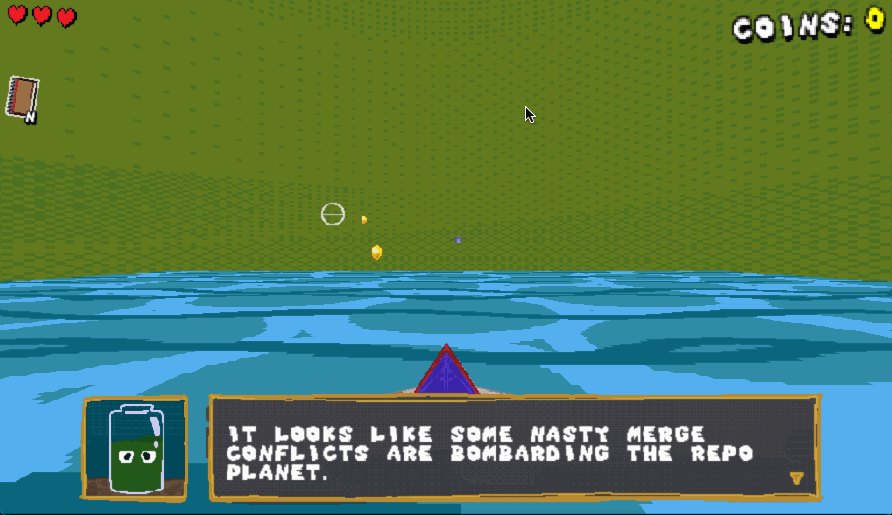 COINS: 0
N
IT LOOKS LIKE SOME NASTY MERGE
CONFLICTS ARE BOMBARDING THE REPO
PLANET.